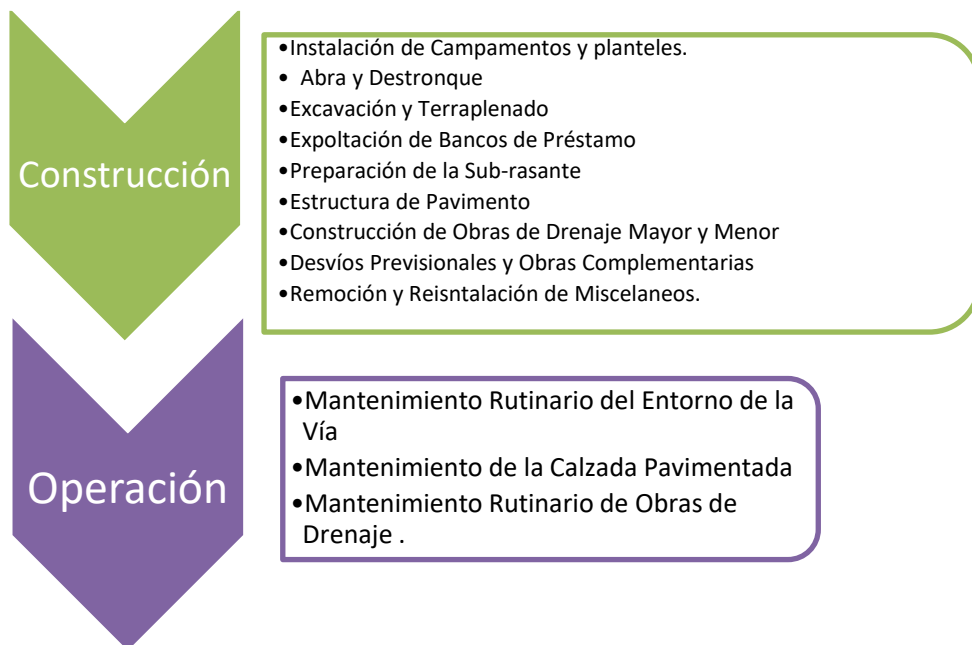 Construcción
•Instalación de Campamentos y planteles.
• Abra y Destronque
•Excavación y Terraplenado
•Expoltación de Bancos de Préstamo
•Preparación de la Sub-rasante
•Estructura de Pavimento
•Construcción de Obras de Drenaje Mayor y Menor
•Desvíos Previsionales y Obras Complementarias
•Remoción y Reisntalación de Miscelaneos.
Operación
•Mantenimiento Rutinario del Entorno de la
Vía
•Mantenimiento de la Calzada Pavimentada
•Mantenimiento Rutinario de Obras de
Drenaje .